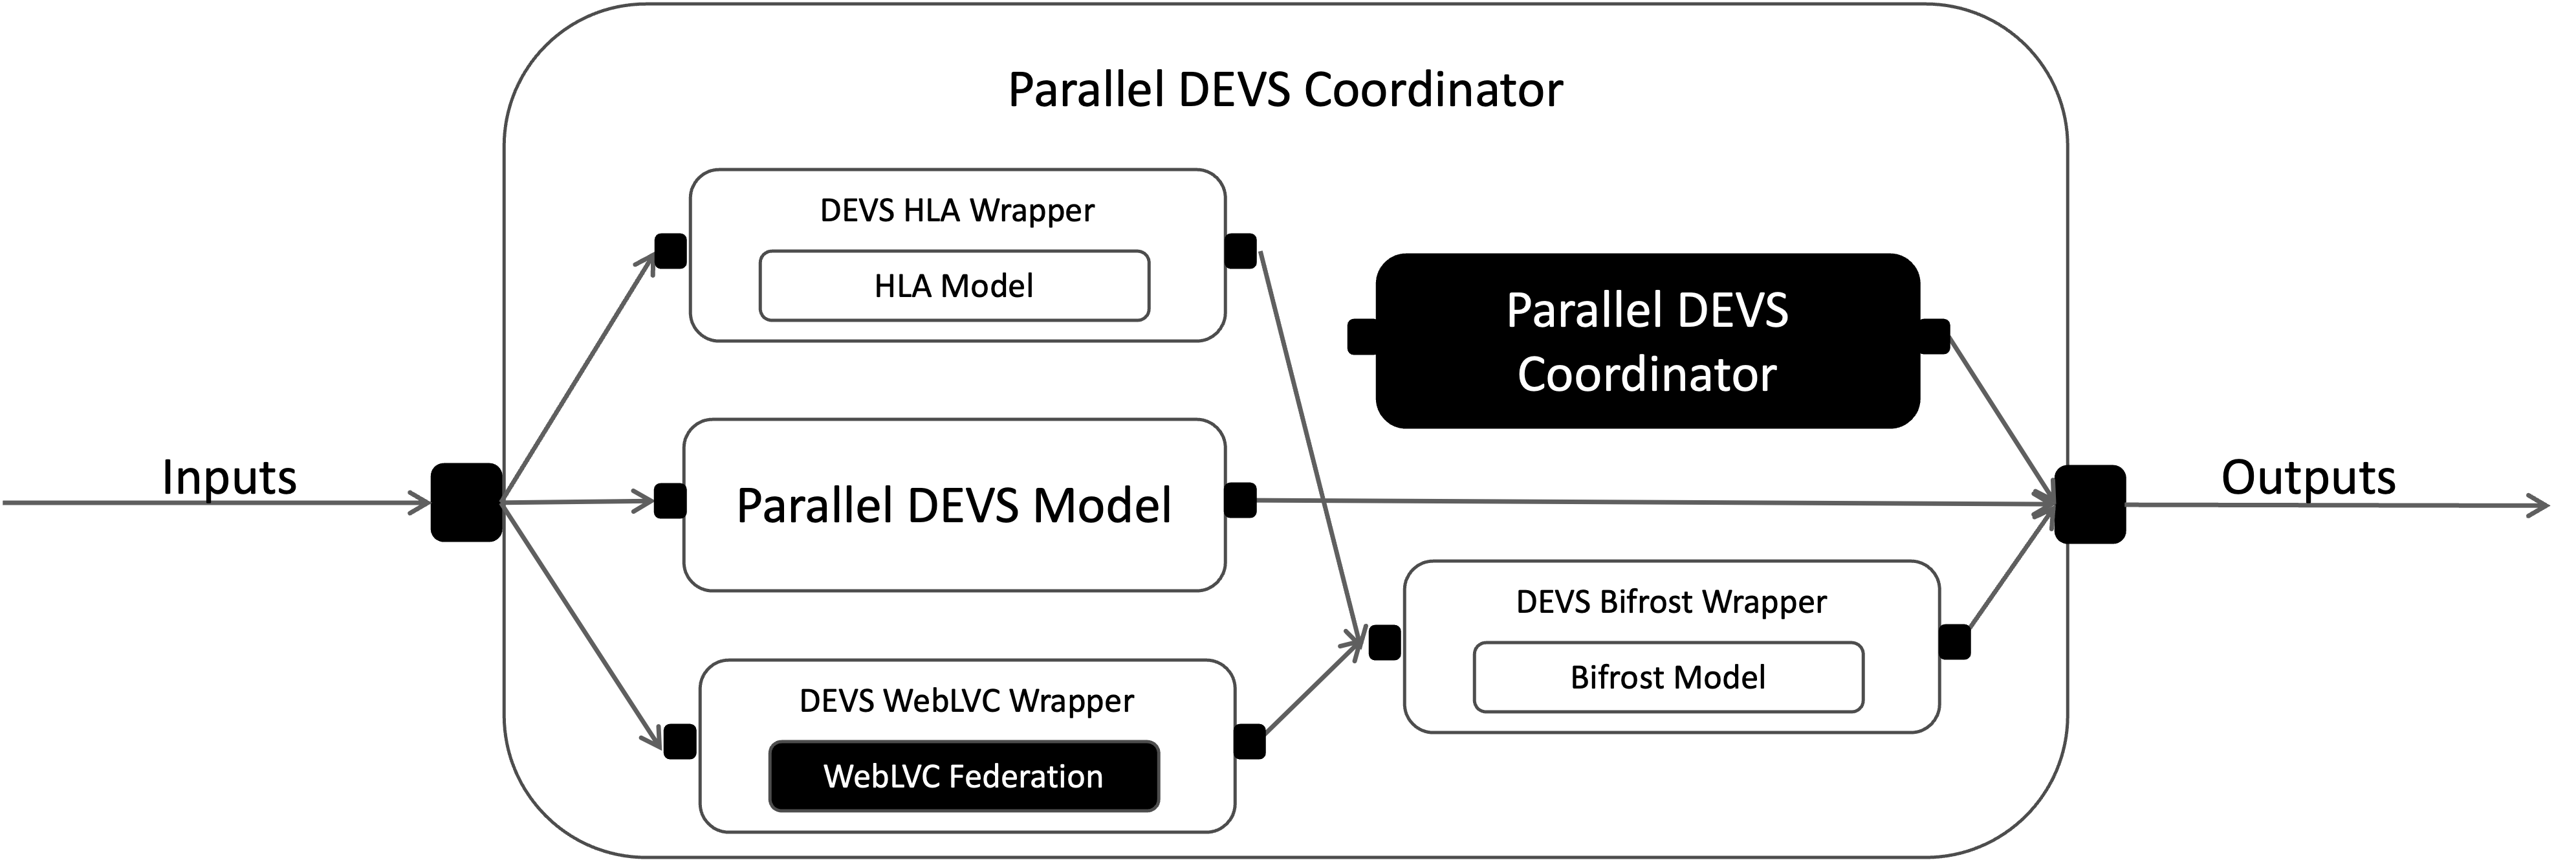 Parallel DEVS Coordinator
DEVS HLA Wrapper
HLA Model
Parallel DEVS
Coordinator
Inputs
Parallel DEVS Model
Outputs
DEVS Bifrost Wrapper
Bifrost Model
DEVS WebLVC Wrapper
WebLVC Federation